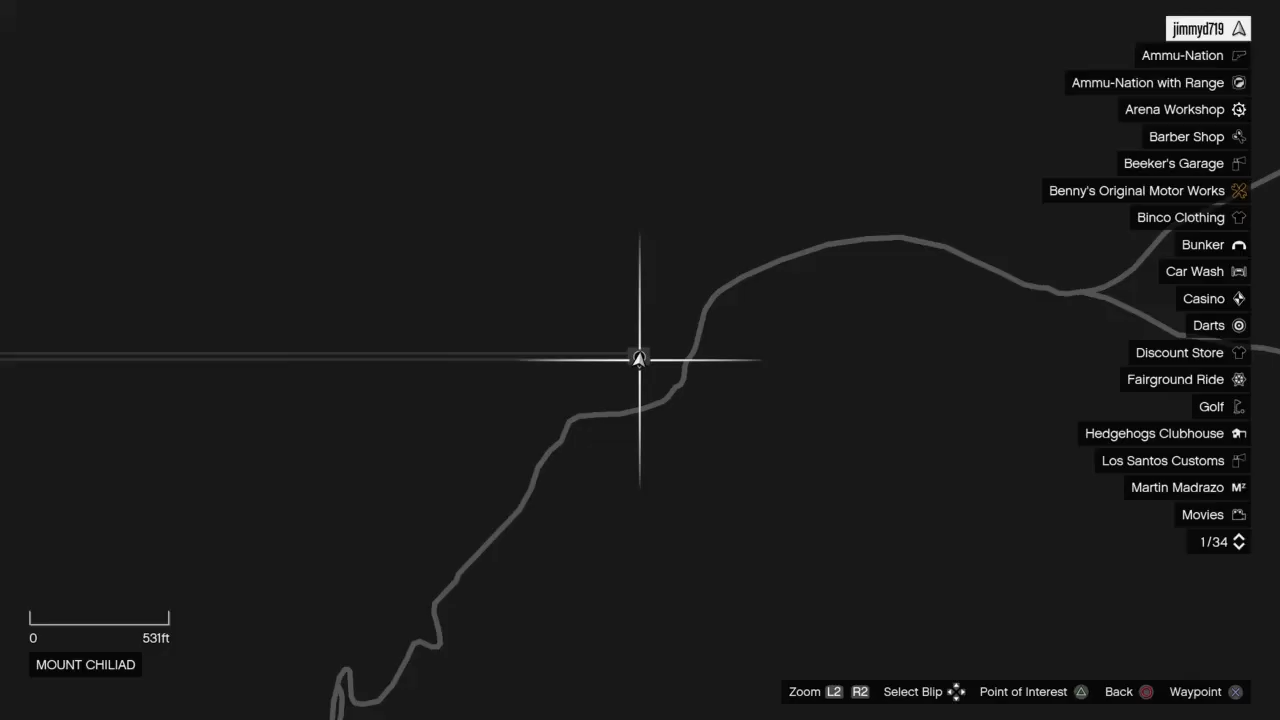 jimmyd719
Ammu-Nation
Ammu-Nation with Range
Arena Workshop
Barber Shop
Beeker's Garage
Benny's Original Motor Works
Binco Clothing
Bunker
Car Wash
Casino
Darts
Discount Store
Fairground Ride
Golf
Hedgehogs Clubhouse
Los Santos Customs
Martin Madrazo M²
Movies
1/34
0 531ft
MOUNT CHILIAD
Zoom L2 R2 Select Blip Point of Interest Back Waypoint